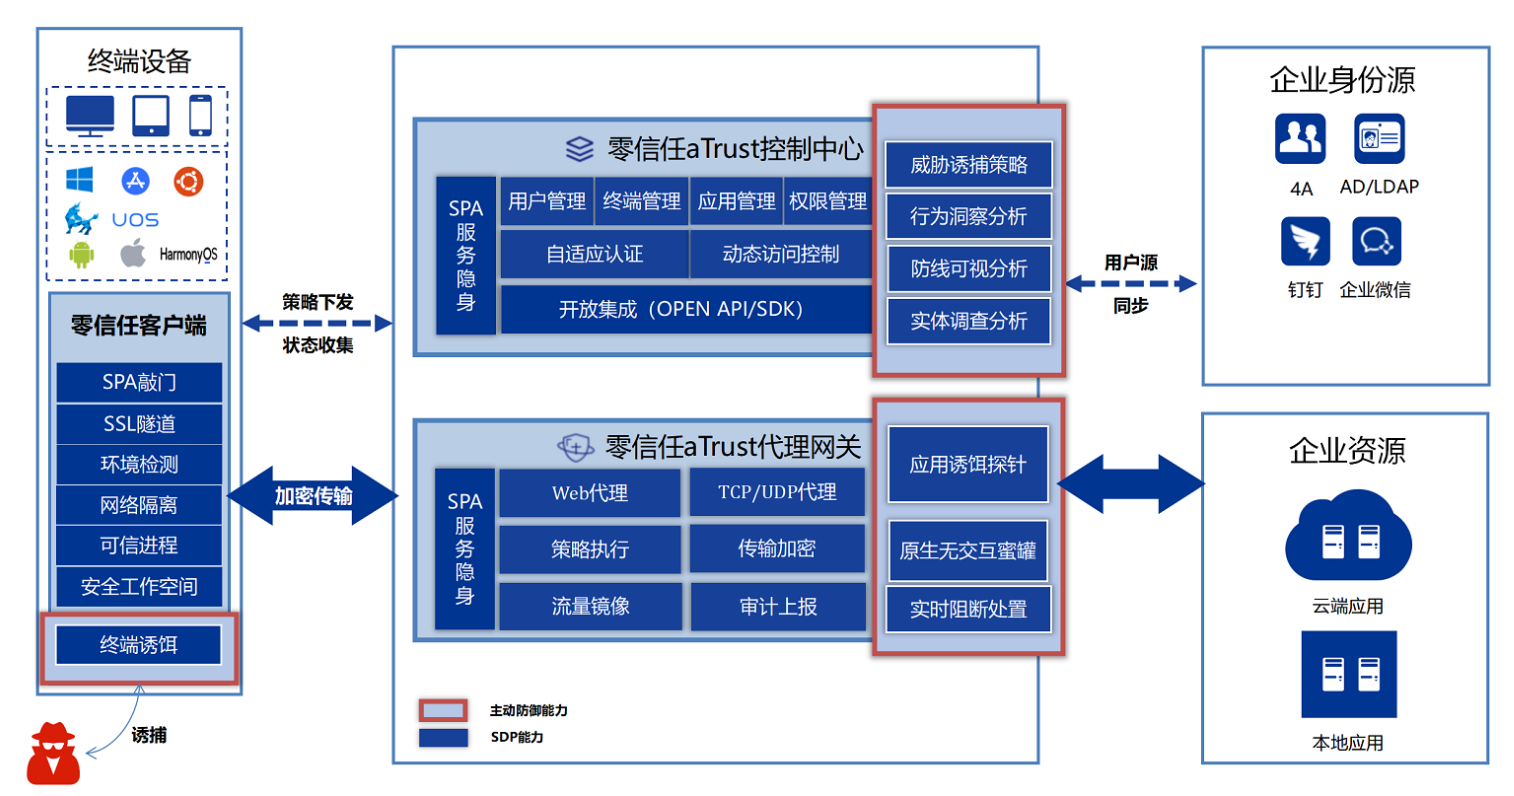 终端设备
UOS
HarmonyOS
零信任客户端
SPA敲门
SSL隧道
环境检测
网络隔离
可信进程
安全工作空间
终端诱饵
诱捕
策略下发
状态收集
加密传输
零信任aTrust控制中心
SPA
服
务
隐
身
用户管理
终端管理
应用管理
权限管理
自适应认证
动态访问控制
开放集成（OPEN API/SDK）
威胁诱捕策略
行为洞察分析
防线可视分析
实体调查分析
零信任aTrust代理网关
SPA
服
务
隐
身
Web代理
TCP/UDP代理
策略执行
传输加密
流量镜像
审计上报
应用诱饵探针
原生无交互蜜罐
实时阻断处置
主动防御能力
SDP能力
用户源
同步
企业身份源
4A
AD/LDAP
钉钉
企业微信
企业资源
云端应用
本地应用